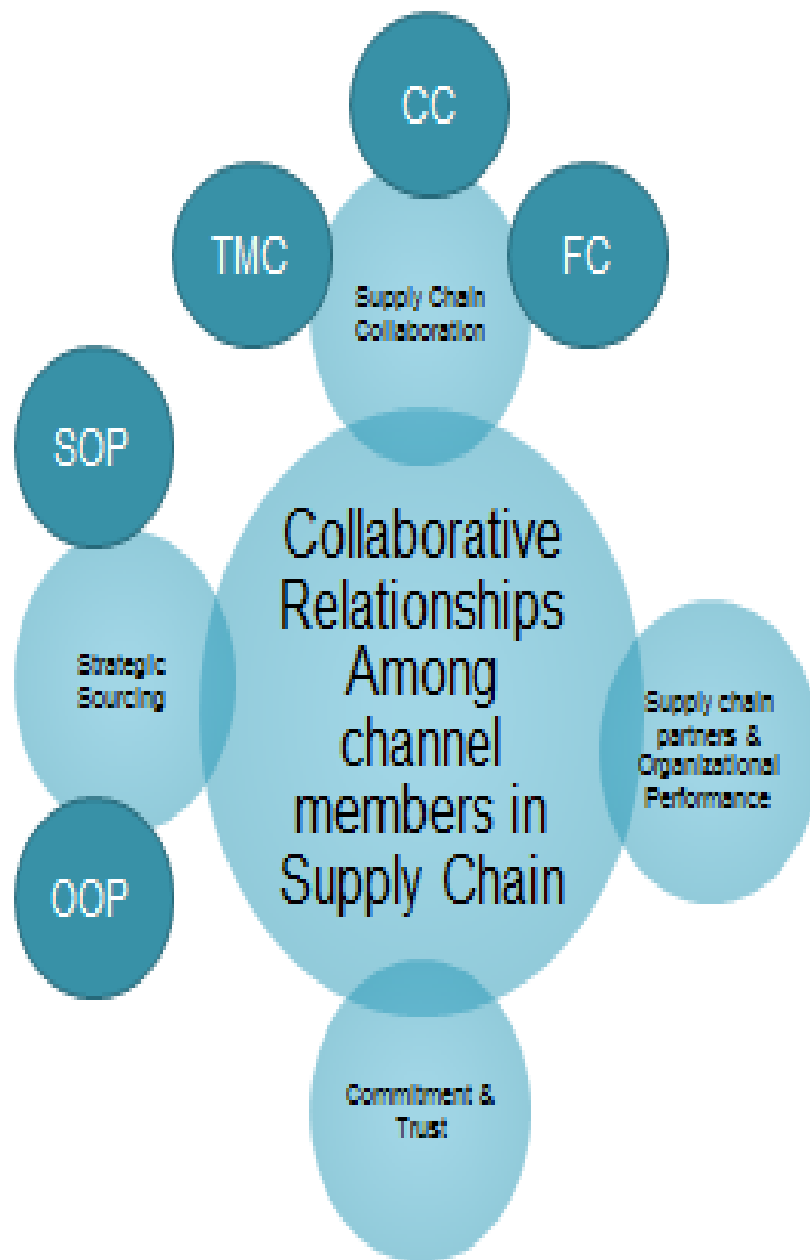 CC
TMC
FC
Supply Chain
Collaboration
SOP
Collaborative
Relationships
Among
channel
members in
Supply Chain
Strategic
Sourcing
Supply chain
partners &
Organizational
Performance
OOP
Commitment &
Trust